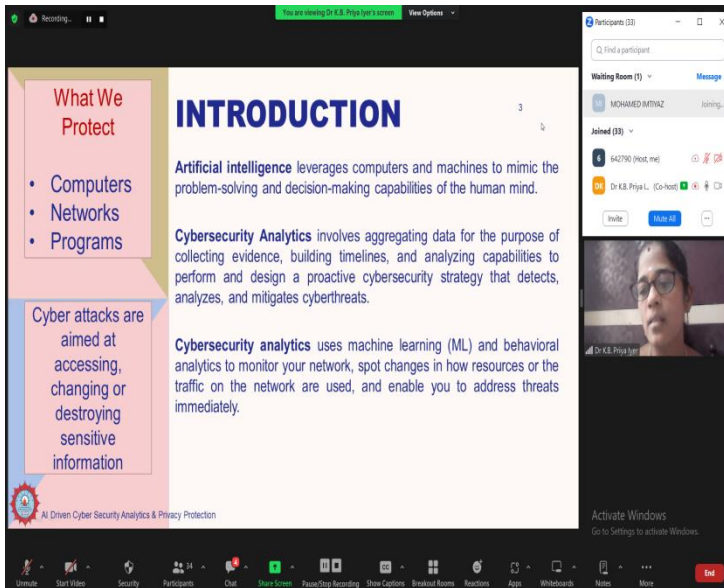 Recording...
You are viewing Dr K.B. Priya Iyer's screen
View Options
What We
Protect
• Computers
• Networks
• Programs
Cyber attacks are
aimed at
accessing,
changing or
destroying
sensitive
information
INTRODUCTION
3
Artificial intelligence leverages computers and machines to mimic the
problem-solving and decision-making capabilities of the human mind.
Cybersecurity Analytics involves aggregating data for the purpose of
collecting evidence, building timelines, and analyzing capabilities to
perform and design a proactive cybersecurity strategy that detects,
analyzes, and mitigates cyberthreats.
Cybersecurity analytics uses machine learning (ML) and behavioral
analytics to monitor your network, spot changes in how resources or the
traffic on the network are used, and enable you to address threats
immediately.
AI Driven Cyber Security Analytics & Privacy Protection
Participants (33)
Find a participant
Waiting Room (1)
Message
MOHAMED IMTIYAZ
Joining...
Joined (33)
6
642790 (Host, me)
DK
Dr K.B. Priya I... (Co-host)
Invite
Mute All
Dr K.B. Priya Iyer
Activate Windows
Go to Settings to activate Windows.
Unmute
Start Video
Security
Participants
34
Chat
4
Share Screen
Pause/Stop Recording
CC
Show Captions
Breakout Rooms
Reactions
Apps
Whiteboards
Notes
More
End